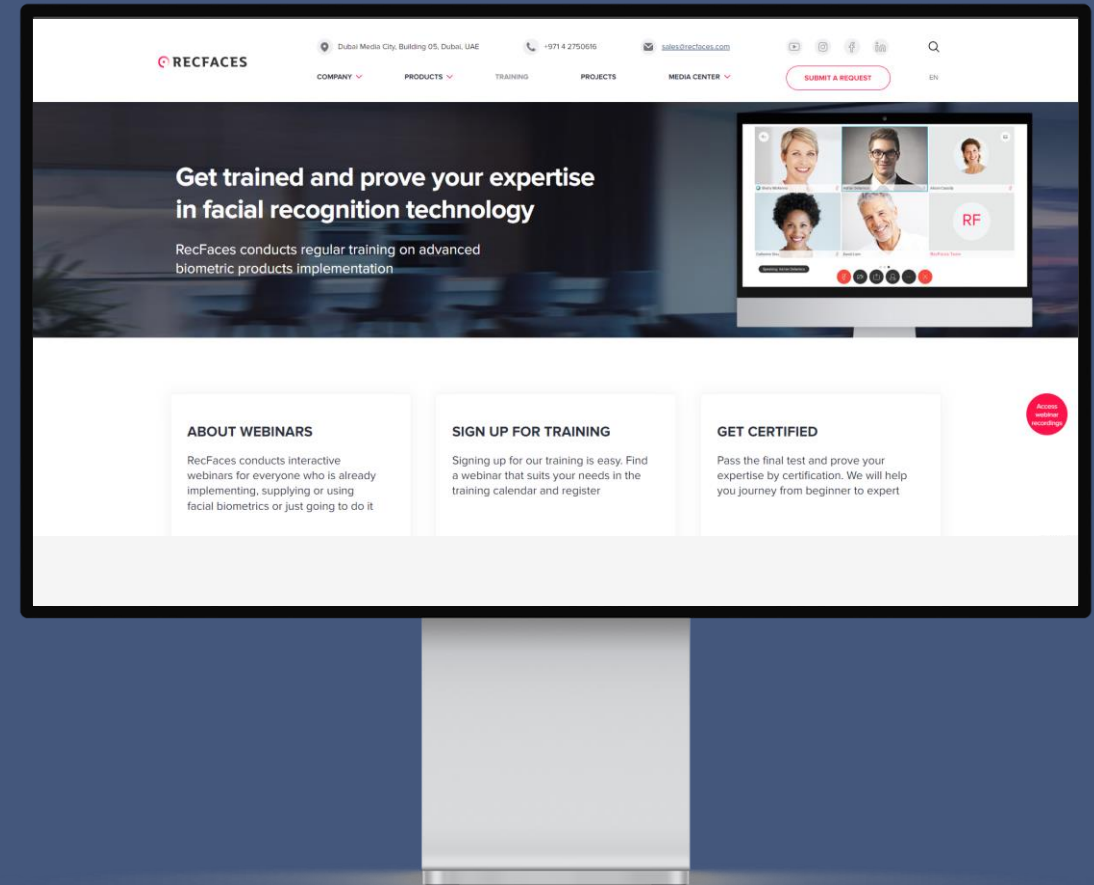 RECFACES
Dubai Media City, Building 05, Dubai, UAE
+971 4 2750616
sales@recfaces.com
COMPANY
PRODUCTS
TRAINING
PROJECTS
MEDIA CENTER
SUBMIT A REQUEST
EN
Get trained and prove your expertise
in facial recognition technology
RecFaces conducts regular training on advanced
biometric products implementation
RF
RecFaces Team
ABOUT WEBINARS
RecFaces conducts interactive
webinars for everyone who is already
implementing, supplying or using
facial biometrics or just going to do it
SIGN UP FOR TRAINING
Signing up for our training is easy. Find
a webinar that suits your needs in the
training calendar and register
GET CERTIFIED
Pass the final test and prove your
expertise by certification. We will help
you journey from beginner to expert
Access
webinar
recordings